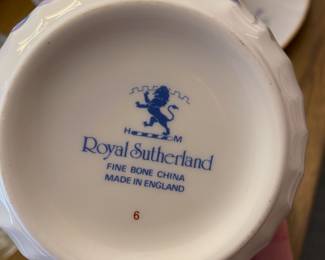 H M
Royal Sutherland
FINE BONE CHINA
MADE IN ENGLAND
6